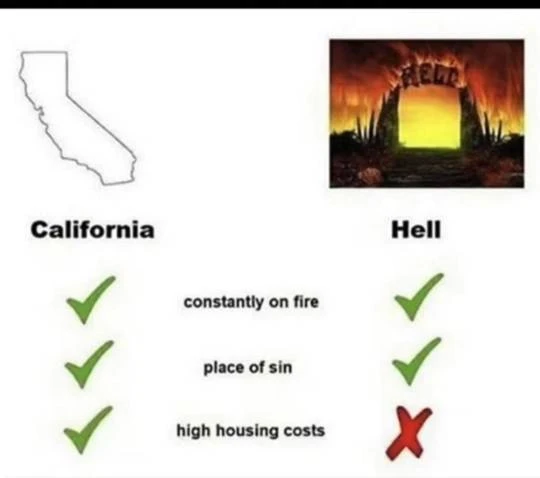 HELL
California
Hell
constantly on fire
place of sin
high housing costs